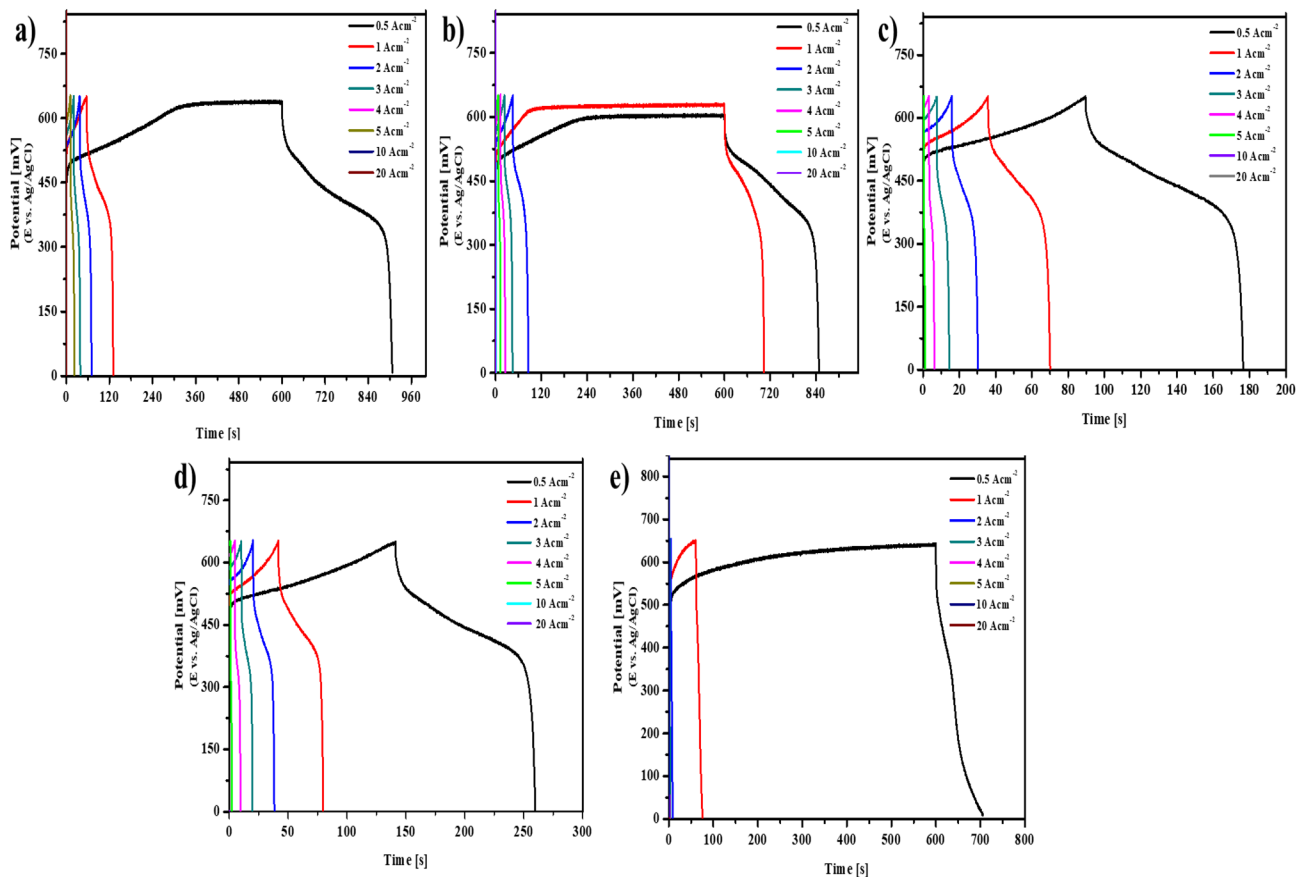 a)
750
600
450
300
150
0
0 120 240 360 480 600 720 840 960
Potential [mV]
(E vs. Ag/AgCl)
Time [s]
0.5 Acm⁻²
1 Acm⁻²
2 Acm⁻²
3 Acm⁻²
4 Acm⁻²
5 Acm⁻²
10 Acm⁻²
20 Acm⁻²
b)
750
600
450
300
150
0
0 120 240 360 480 600 720 840
Potential [mV]
(E vs. Ag/AgCl)
Time [s]
0.5 Acm⁻²
1 Acm⁻²
2 Acm⁻²
3 Acm⁻²
4 Acm⁻²
5 Acm⁻²
10 Acm⁻²
20 Acm⁻²
c)
750
600
450
300
150
0
0 20 40 60 80 100 120 140 160 180 200
Potential [mV]
(E vs. Ag/AgCl)
Time [s]
0.5 Acm⁻²
1 Acm⁻²
2 Acm⁻²
3 Acm⁻²
4 Acm⁻²
5 Acm⁻²
10 Acm⁻²
20 Acm⁻²
d)
750
600
450
300
150
0
0 50 100 150 200 250 300
Potential [mV]
(E vs. Ag/AgCl)
Time [s]
0.5 Acm⁻²
1 Acm⁻²
2 Acm⁻²
3 Acm⁻²
4 Acm⁻²
5 Acm⁻²
10 Acm⁻²
20 Acm⁻²
e)
800
700
600
500
400
300
200
100
0
0 100 200 300 400 500 600 700 800
Potential [mV]
(E vs. Ag/AgCl)
Time [s]
0.5 Acm⁻²
1 Acm⁻²
2 Acm⁻²
3 Acm⁻²
4 Acm⁻²
5 Acm⁻²
10 Acm⁻²
20 Acm⁻²